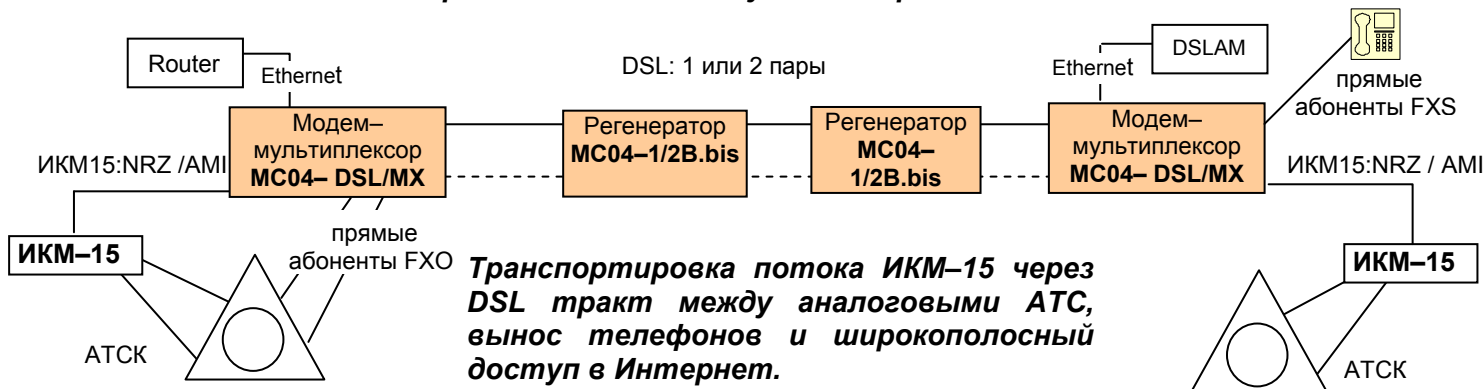 Router
Ethernet
DSL: 1 или 2 пары
Ethernet
DSLAM
прямые
абоненты FXS
Модем–
мультиплексор
MC04– DSL/MX
Регенератор
MC04–1/2B.bis
Регенератор
MC04–
1/2B.bis
Модем–
мультиплексор
MC04– DSL/MX
ИКМ15:NRZ /AMI
ИКМ15:NRZ / AMI
ИКМ–15
прямые
абоненты FXO
АТСК
Транспортировка потока ИКМ–15 через
DSL тракт между аналоговыми АТС,
вынос телефонов и широкополосный
доступ в Интернет.
ИКМ–15
АТСК